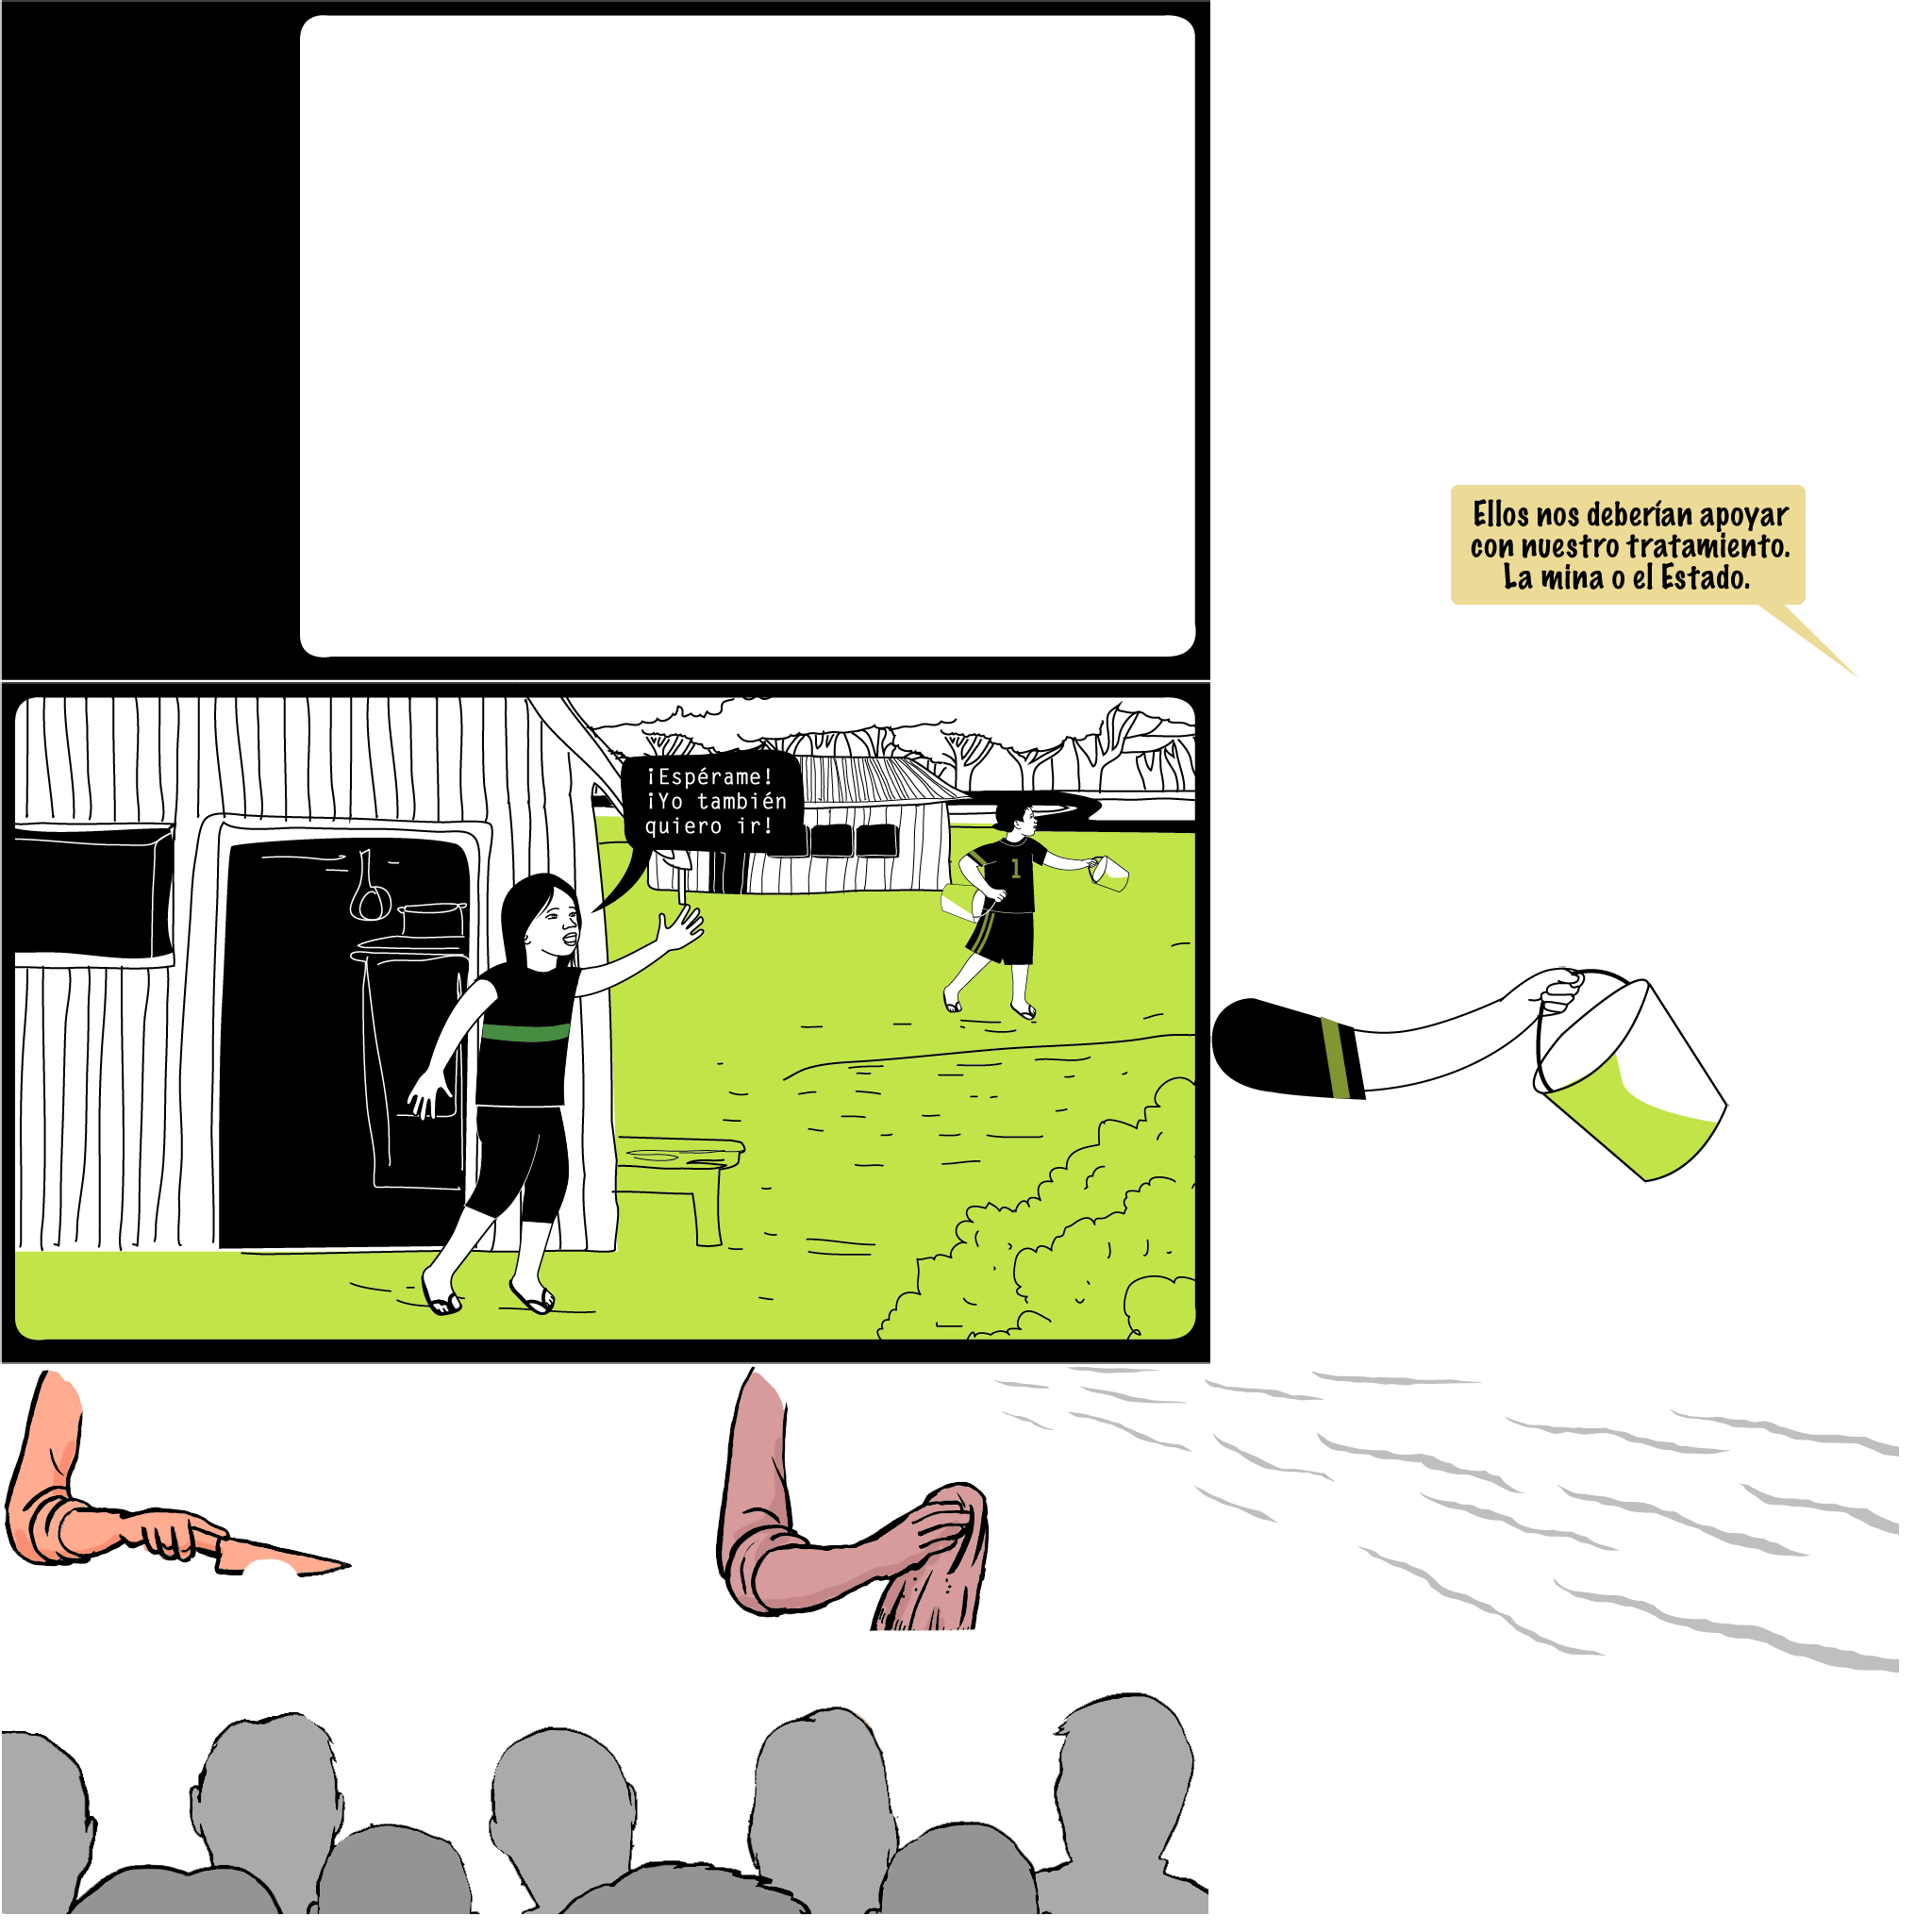 Ellos nos deberían apoyar
con nuestro tratamiento.
La mina o el Estado.
¡Espérame!
¡Yo también
quiero ir!
1